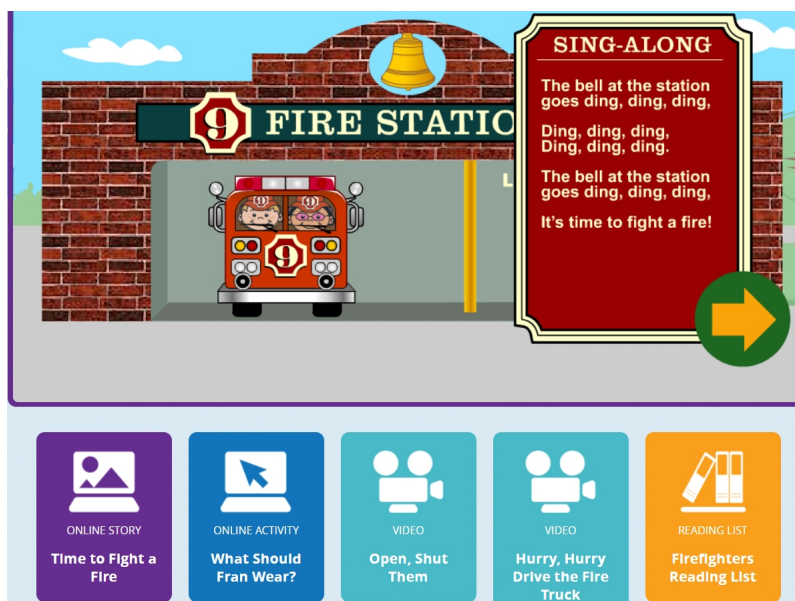 SING-ALONG
The bell at the station
goes ding, ding, ding,
Ding, ding, ding,
Ding, ding, ding.
The bell at the station
goes ding, ding, ding,
It's time to fight a fire!
9 FIRE STATIO
L
9 9
9
ONLINE STORY
Time to Fight a
Fire
ONLINE ACTIVITY
What Should
Fran Wear?
VIDEO
Open, Shut
Them
VIDEO
Hurry, Hurry
Drive the Fire
Truck
READING LIST
Firefighters
Reading List